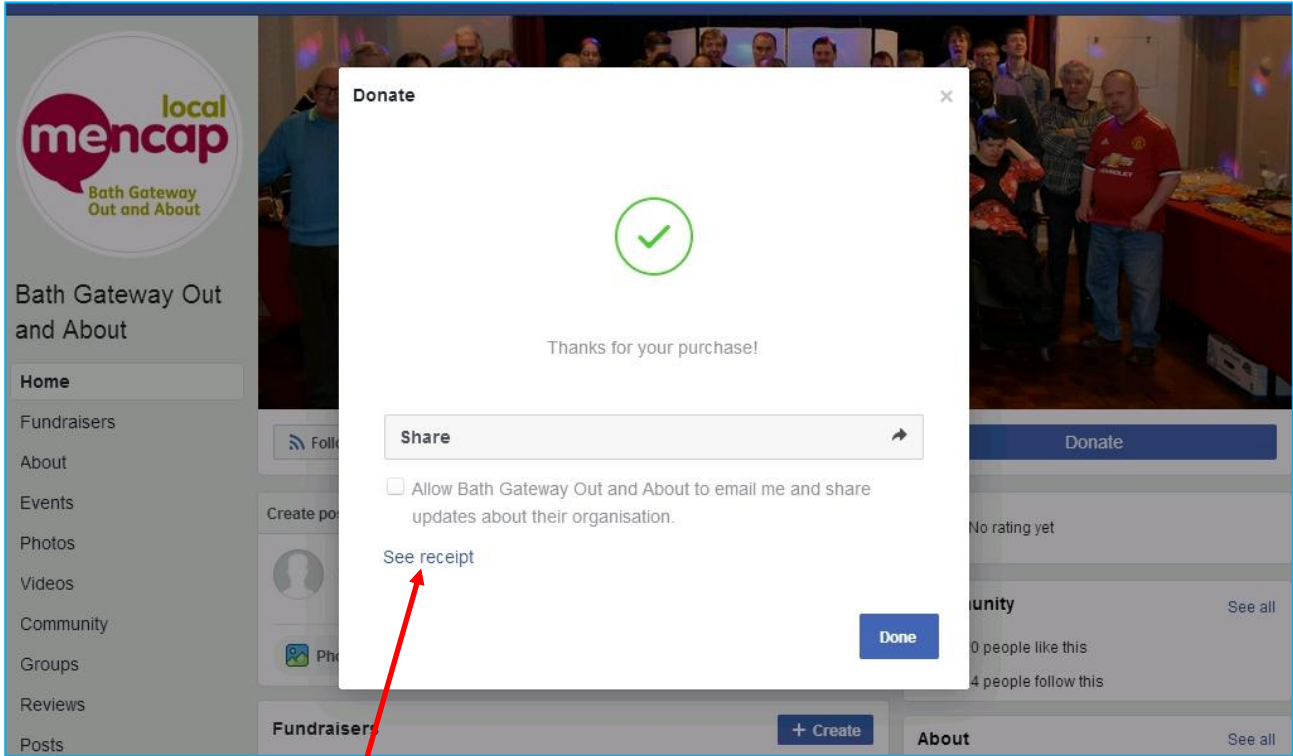 local
mencap
Bath Gateway
Out and About
Bath Gateway Out
and About
Home
Fundraisers
About
Events
Photos
Videos
Community
Groups
Reviews
Posts
Donate
×
Thanks for your purchase!
Share
Allow Bath Gateway Out and About to email me and share
updates about their organisation.
See receipt
Done
CHEVROLET
Donate
Create
Fundraisers
+ Create
No rating yet
See all
people like this
people follow this
About
See all